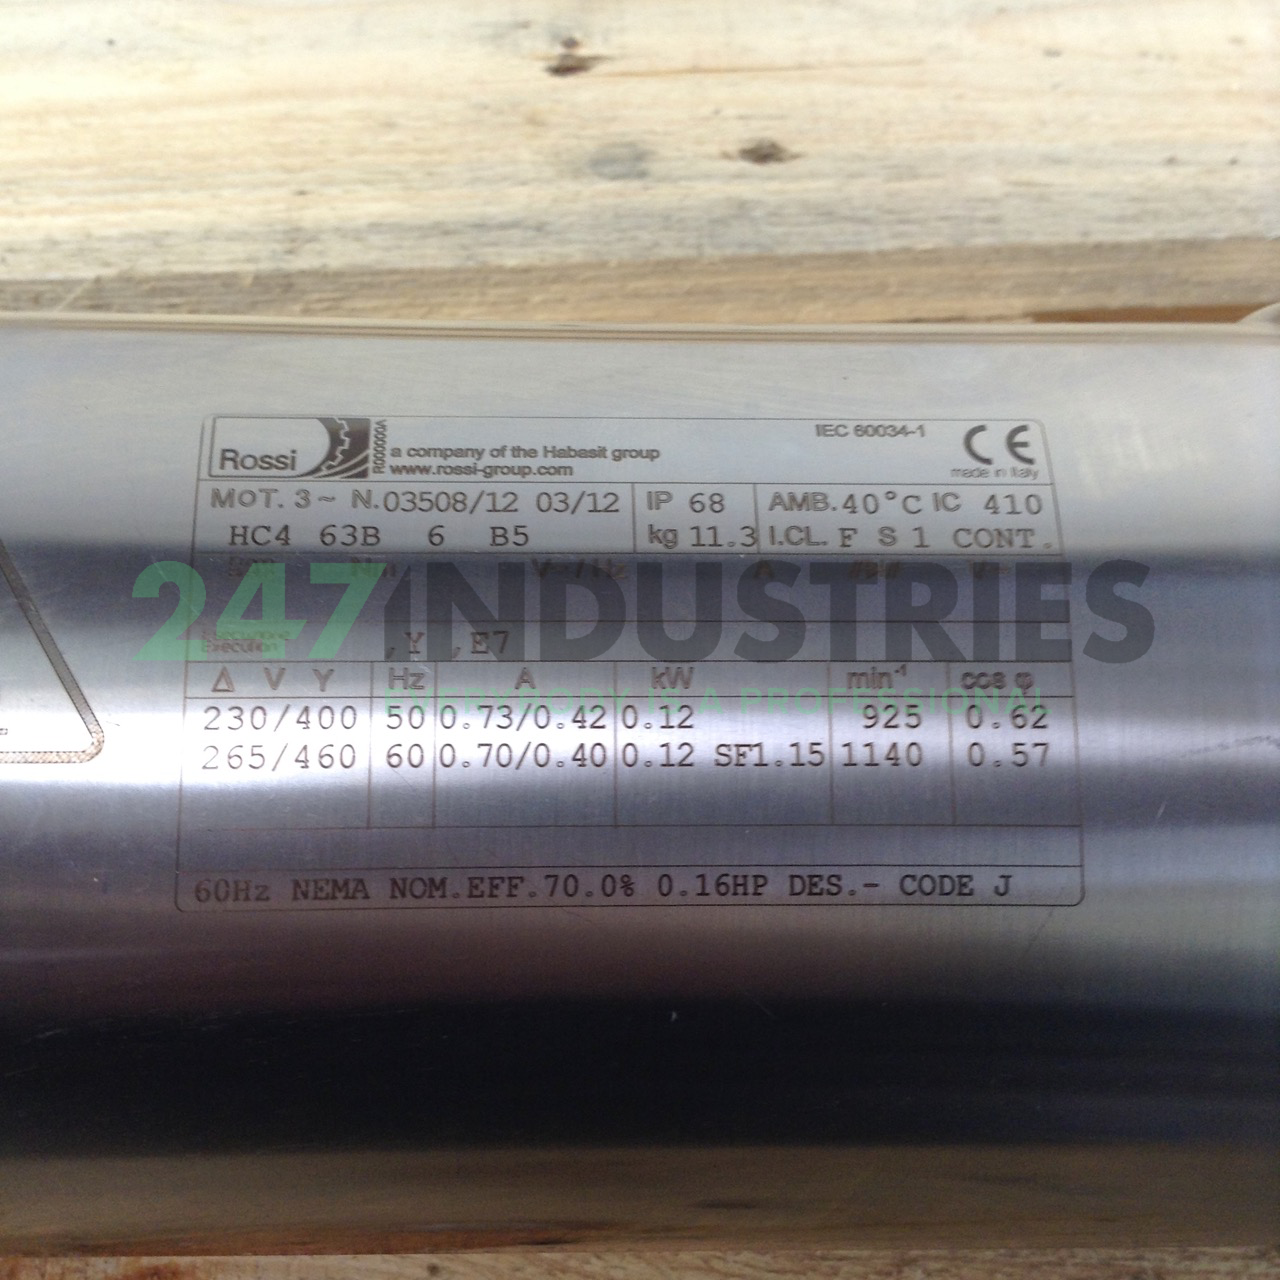 Rossi
R000000A
a company of the Habasit group
www.rossi-group.com
IEC 60034-1
CE
made in Italy
MOT. 3~ N.03508/12 03/12 IP 68 AMB. 40°C IC 410
HC4 63B 6 B5 kg 11.3 I.CL. F S 1 CONT.
247INDUSTRIES
EVERYBODY IS A PROFESSIONAL
Esecuzione
Execution ,Y ,E7
Δ V Y Hz A kW min-1 cos φ
230/400 50 0.73/0.42 0.12 925 0.62
265/460 60 0.70/0.40 0.12 SF1.15 1140 0.57
60Hz NEMA NOM.EFF.70.0% 0.16HP DES.- CODE J